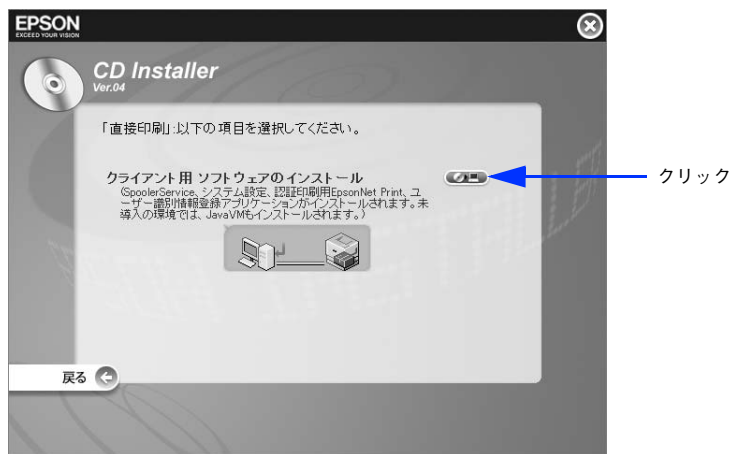 EPSON
EXCEED YOUR VISION
CD Installer
Ver.04
「直接印刷」:以下の項目を選択してください。
クライアント用 ソフトウェアのインストール
(SpoolerService、システム設定、認証印刷用EpsonNet Print、ユ
ーザー識別情報登録アプリケーションがインストールされます。未
導入の環境では、JavaVMもインストールされます。)
クリック
戻る